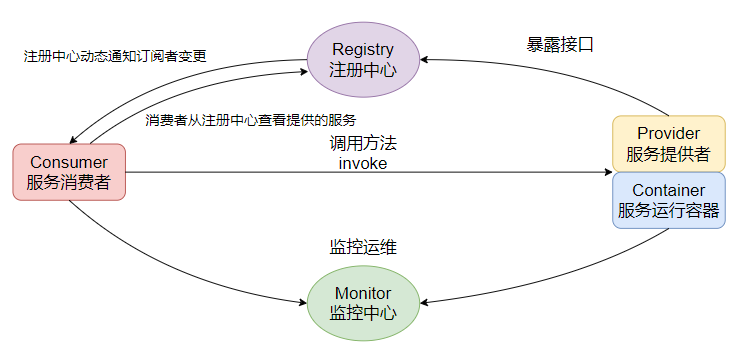 Registry
注册中心
暴露接口
注册中心动态通知订阅者变更
消费者从注册中心查看提供的服务
Consumer
服务消费者
调用方法
invoke
Provider
服务提供者
Container
服务运行容器
监控运维
Monitor
监控中心